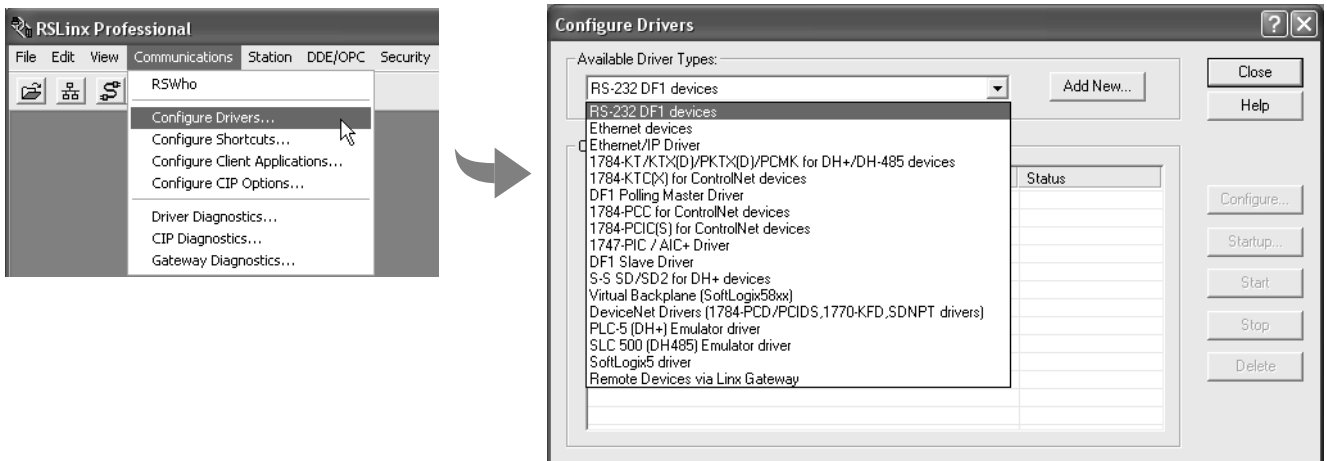 RSLinx Professional
File Edit View Communications Station DDE/OPC Security
RSWho
Configure Drivers...
Configure Shortcuts...
Configure Client Applications...
Configure CIP Options...
Driver Diagnostics...
CIP Diagnostics...
Gateway Diagnostics...
Configure Drivers
Available Driver Types:
RS-232 DF1 devices
Add New...
Close
Help
RS-232 DF1 devices
Ethernet devices
Ethernet/IP Driver
1784-KT/KTX(D)/PKTX(D)/PCMK for DH+/DH-485 devices
1784-KTC(X) for ControlNet devices
DF1 Polling Master Driver
1784-PCC for ControlNet devices
1784-PCIC(S) for ControlNet devices
1747-PIC / AIC+ Driver
DF1 Slave Driver
S-S SD/SD2 for DH+ devices
Virtual Backplane (SoftLogix58xx)
DeviceNet Drivers (1784-PCD/PCIDS,1770-KFD,SDNPT drivers)
PLC-5 (DH+) Emulator driver
SLC 500 (DH485) Emulator driver
SoftLogix5 driver
Remote Devices via Linx Gateway
Status
Configure...
Startup...
Start
Stop
Delete